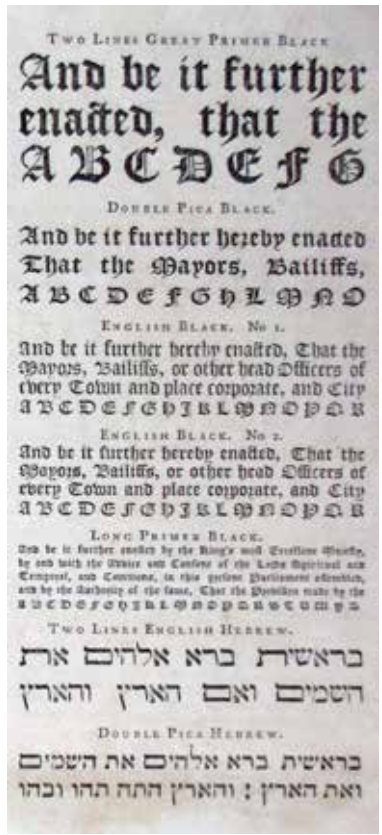 Two Lines Great Primer Black
And be it further
enacted, that the
A B C D E F G
Double Pica Black.
And be it further hereby enacted
That the Mayors, Bailiffs,
A B C D E F G H L M N O
English Black. No 1.
And be it further hereby enacted, That the
Mayors, Bailiffs, or other head Officers of
every Town and place corporate, and City
A B C D E F G H J K L M N O P Q R
English Black. No 2.
And be it further hereby enacted, That the
Mayors, Bailiffs, or other head Officers of
every Town and place corporate, and City
A B C D E F G H J K L M N O P Q R
Long Primer Black.
And be it further enacted by the King's most Excellent Majesty,
by and with the Advice and Consent of the Lords Spiritual and
Temporal, and Commons, in this present Parliament assembled,
and by the Authority of the same, That the Provision made by the
A B C D E F G H J K L M N O P Q R S T
Two Lines English Hebrew.
בראשית ברא אלהים את
השמים ואם הארץ והארץ
Double Pica Hebrew.
בראשית ברא אלהים את השמים
ואת הארץ : והארץ התה תהו ובהו